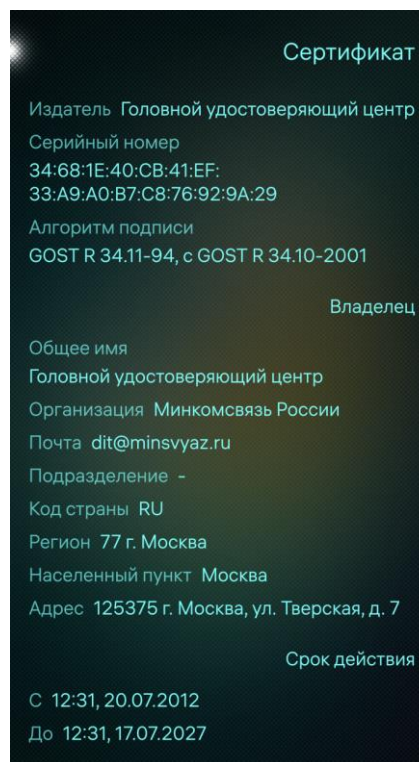 Сертификат
Издатель Головной удостоверяющий центр
Серийный номер
34:68:1E:40:CB:41:EF:
33:A9:A0:B7:C8:76:92:9A:29
Алгоритм подписи
GOST R 34.11-94, с GOST R 34.10-2001
Владелец
Общее имя
Головной удостоверяющий центр
Организация Минкомсвязь России
Почта dit@minsvyaz.ru
Подразделение -
Код страны RU
Регион 77 г. Москва
Населенный пункт Москва
Адрес 125375 г. Москва, ул. Тверская, д. 7
Срок действия
С 12:31, 20.07.2012
До 12:31, 17.07.2027